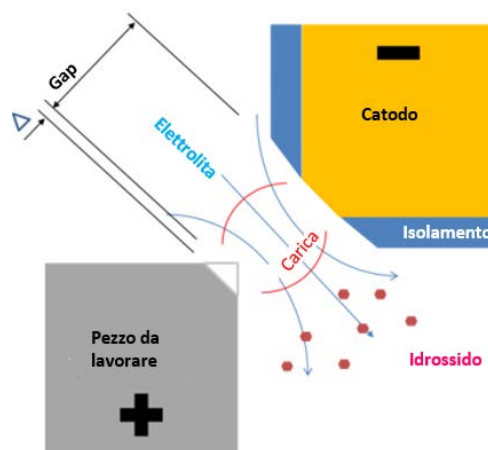 Gap
Δ
Elettrolita
Catodo
Isolamento
Carica
Pezzo da
lavorare
Idrossido